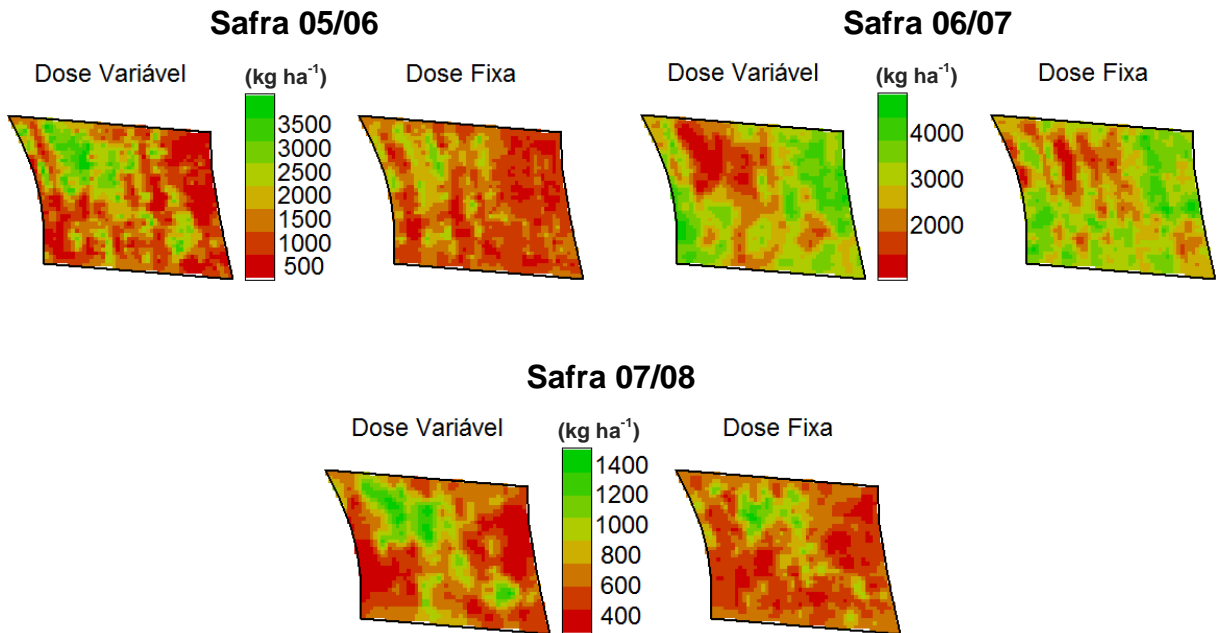 Safra 05/06
Dose Variável (kg ha⁻¹) Dose Fixa
3500
3000
2500
2000
1500
1000
500
Safra 06/07
Dose Variável (kg ha⁻¹) Dose Fixa
4000
3000
2000
Safra 07/08
Dose Variável (kg ha⁻¹) Dose Fixa
1400
1200
1000
800
600
400